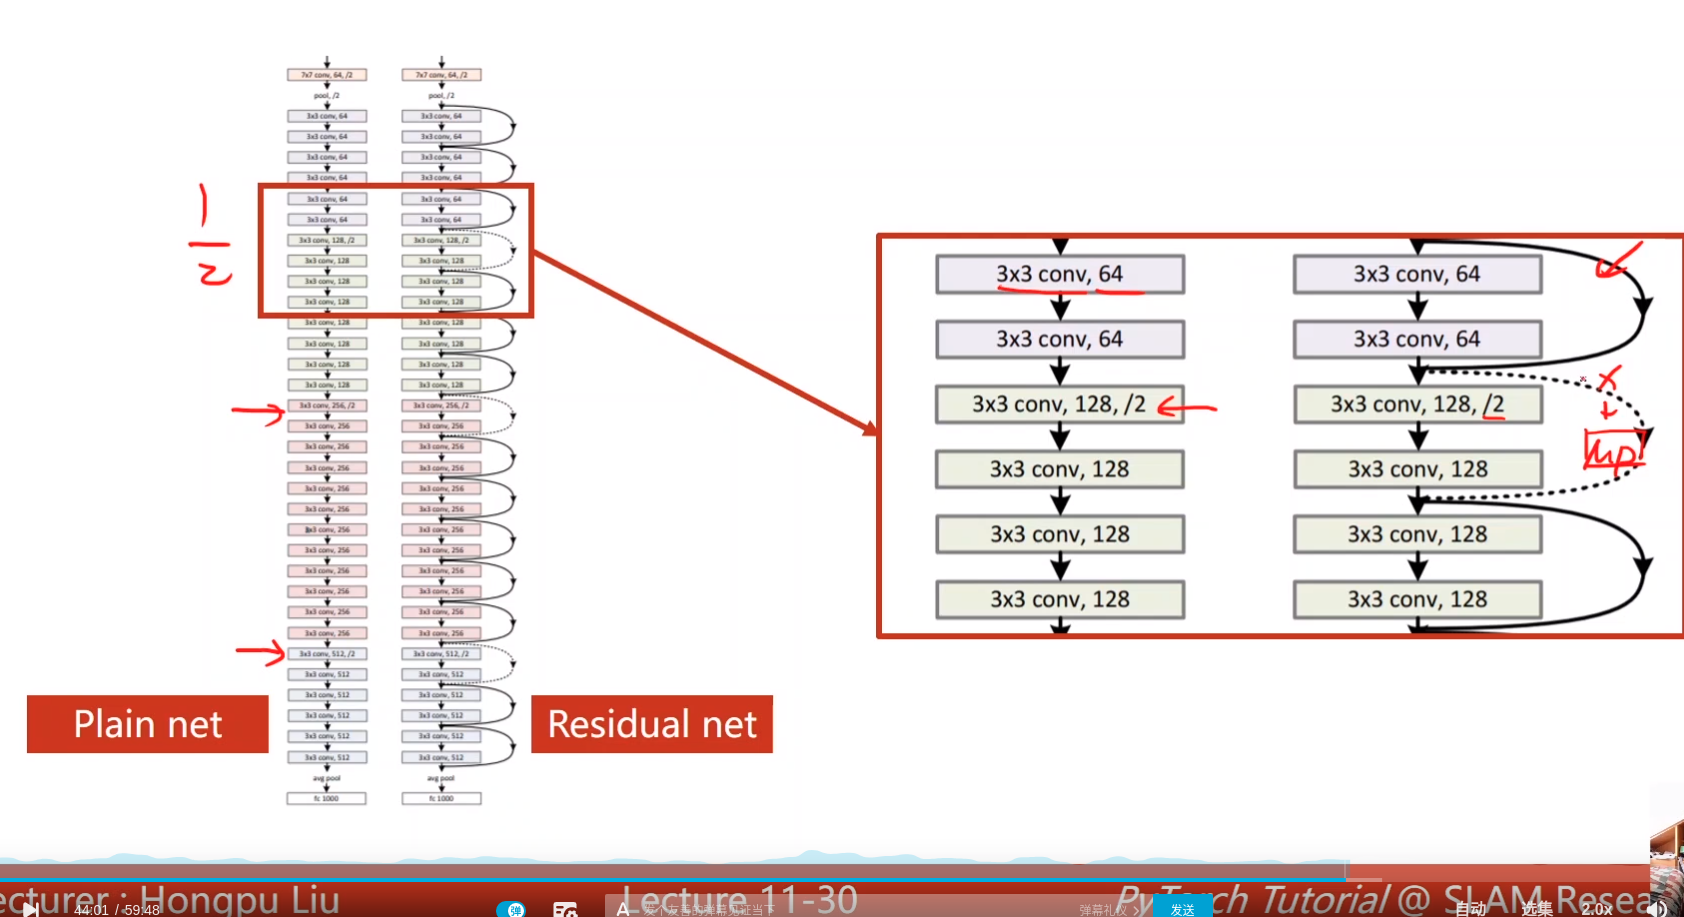 7x7 conv, 64, /2
pool, /2
3x3 conv, 64
3x3 conv, 64
3x3 conv, 64
3x3 conv, 64
3x3 conv, 64
3x3 conv, 64
3x3 conv, 128, /2
3x3 conv, 128
3x3 conv, 128
3x3 conv, 128
3x3 conv, 128
3x3 conv, 128
3x3 conv, 128
3x3 conv, 128
3x3 conv, 256, /2
3x3 conv, 256
3x3 conv, 256
3x3 conv, 256
3x3 conv, 256
3x3 conv, 256
3x3 conv, 256
3x3 conv, 256
3x3 conv, 256
3x3 conv, 256
3x3 conv, 256
3x3 conv, 256
3x3 conv, 512, /2
3x3 conv, 512
3x3 conv, 512
3x3 conv, 512
3x3 conv, 512
3x3 conv, 512
avg pool
fc 1000
7x7 conv, 64, /2
pool, /2
3x3 conv, 64
3x3 conv, 64
3x3 conv, 64
3x3 conv, 64
3x3 conv, 64
3x3 conv, 64
3x3 conv, 128, /2
3x3 conv, 128
3x3 conv, 128
3x3 conv, 128
3x3 conv, 128
3x3 conv, 128
3x3 conv, 128
3x3 conv, 128
3x3 conv, 256, /2
3x3 conv, 256
3x3 conv, 256
3x3 conv, 256
3x3 conv, 256
3x3 conv, 256
3x3 conv, 256
3x3 conv, 256
3x3 conv, 256
3x3 conv, 256
3x3 conv, 256
3x3 conv, 256
3x3 conv, 512, /2
3x3 conv, 512
3x3 conv, 512
3x3 conv, 512
3x3 conv, 512
3x3 conv, 512
avg pool
fc 1000
1
2
Plain net
Residual net
3x3 conv, 64
3x3 conv, 64
3x3 conv, 128, /2
3x3 conv, 128
3x3 conv, 128
3x3 conv, 128
3x3 conv, 64
3x3 conv, 64
3x3 conv, 128, /2
3x3 conv, 128
3x3 conv, 128
3x3 conv, 128
x
mp
ecturer : Hongpu Liu
Lecture 11-30
PyTorch Tutorial @ SLAM Resea
44:01 / 59:48
弹
A
发个友善的弹幕见证当下
弹幕礼仪 >
发送
自动
选集
2.0x